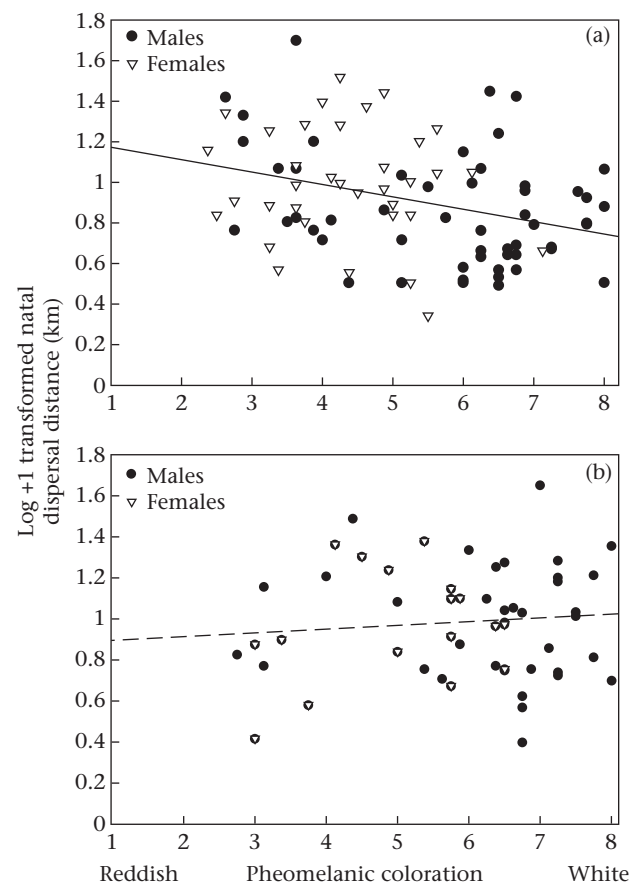 Log +1 transformed natal
dispersal distance (km)
1.8
1.6
1.4
1.2
1
0.8
0.6
0.4
0.2
0
Males
Females
(a)
1 2 3 4 5 6 7 8
1.8
1.6
1.4
1.2
1
0.8
0.6
0.4
0.2
0
Males
Females
(b)
1 2 3 4 5 6 7 8
Reddish Pheomelanic coloration White